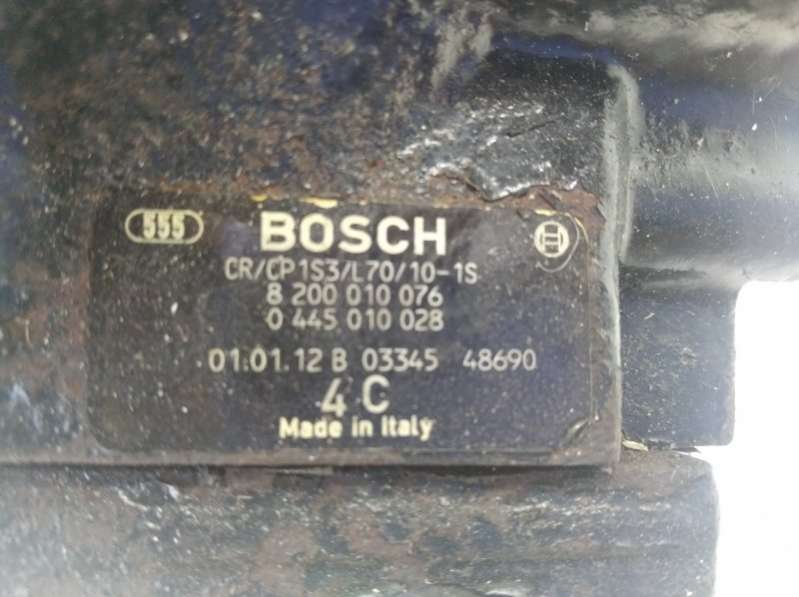 555 BOSCH
CR/CP1S3/L70/10-1S
8 200 010 076
0 445 010 028
01.01.12 B 03345 48690
4 C
Made in Italy